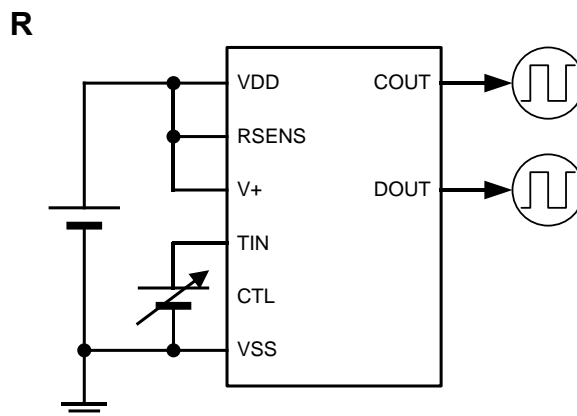 R
VDD COUT
RSENS
V+ DOUT
TIN
CTL
VSS